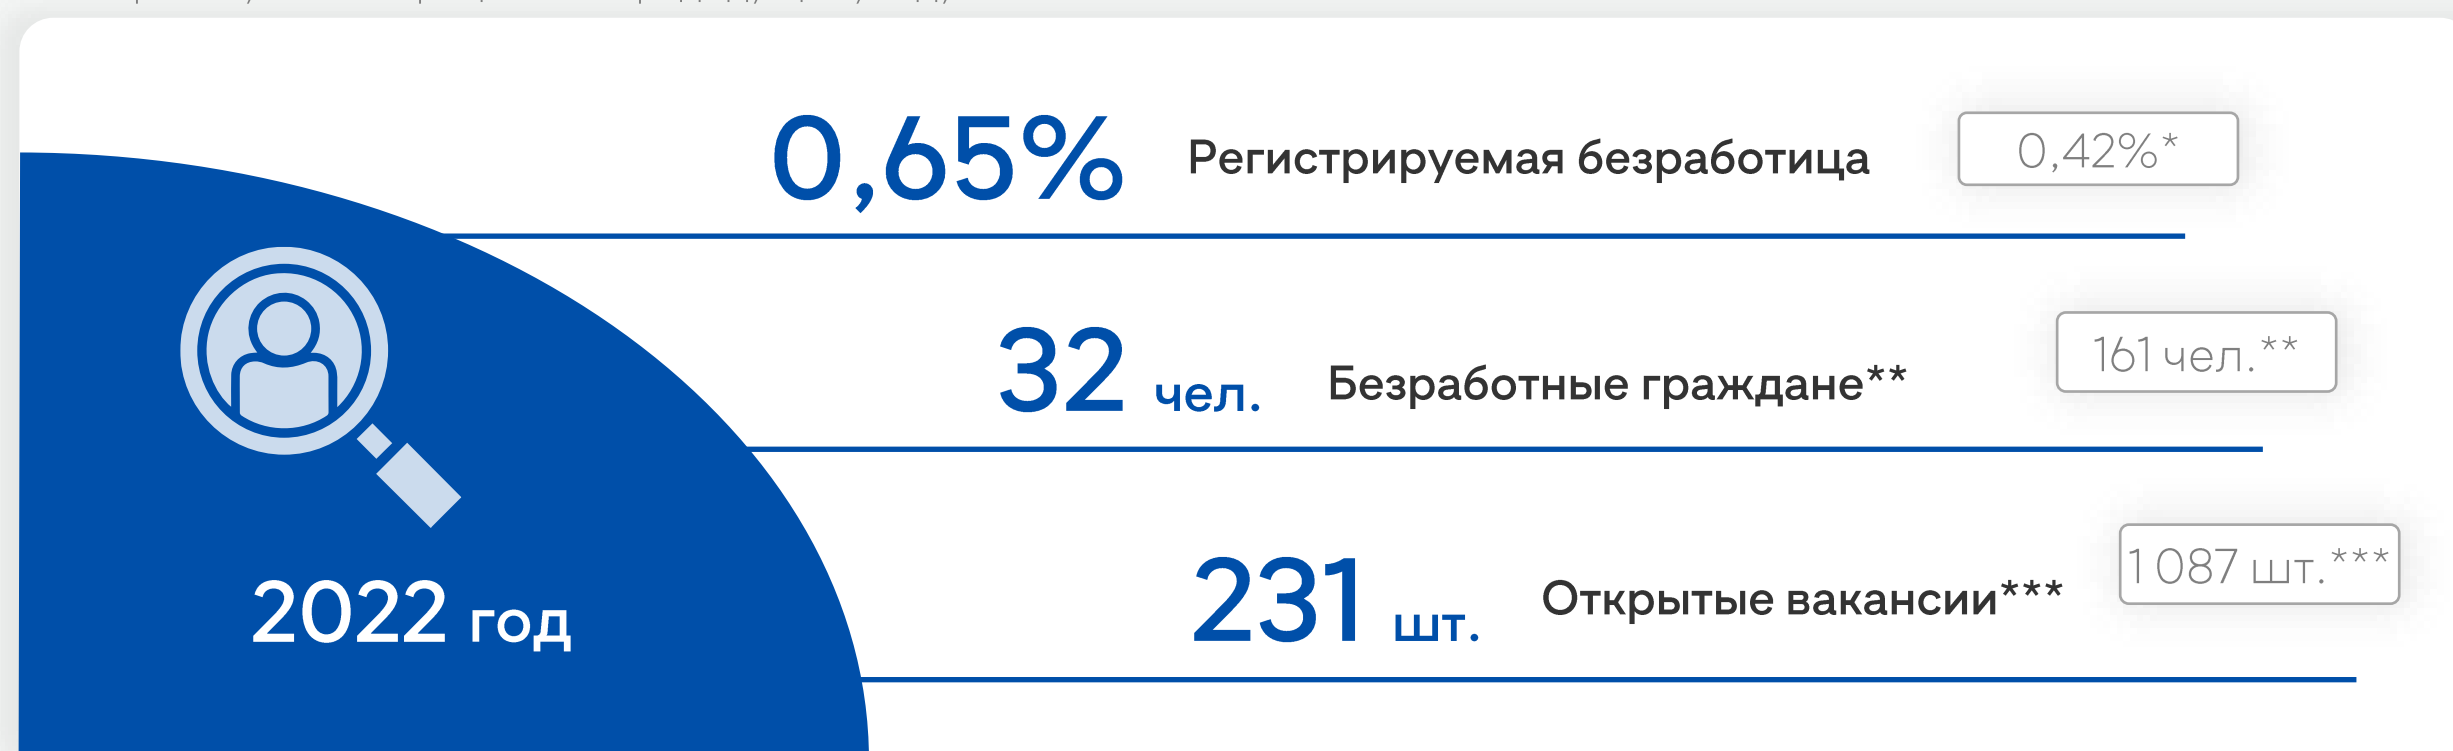 0,65% Регистрируемая безработица 0,42%*
32 чел. Безработные граждане** 161 чел.**
2022 год
231 шт. Открытые вакансии*** 1 087 шт.***